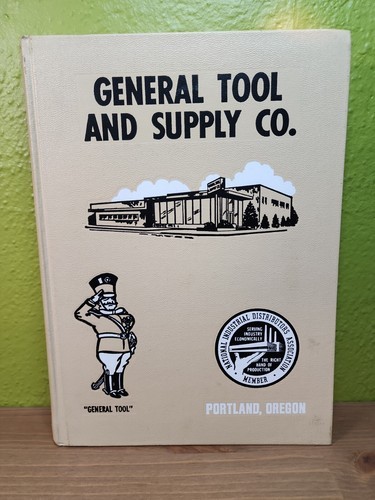 GENERAL TOOL
AND SUPPLY CO.
"GENERAL TOOL"
NATIONAL INDUSTRIAL DISTRIBUTORS ASSOCIATION
SERVING
INDUSTRY
ECONOMICALLY
THE RIGHT
HAND OF
PRODUCTION
• MEMBER •
PORTLAND, OREGON